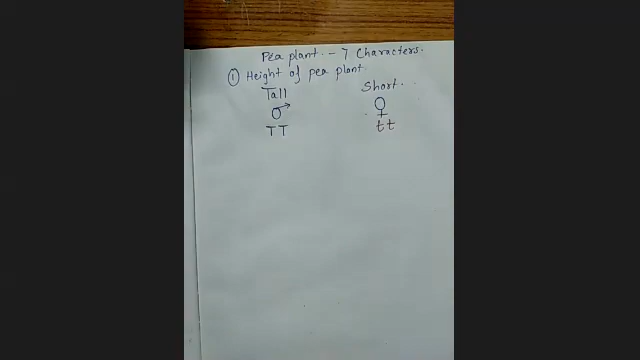 Pea plant. - 7 Characters.
① Height of pea plant.
Tall Short.
♂ ♀
TT tt